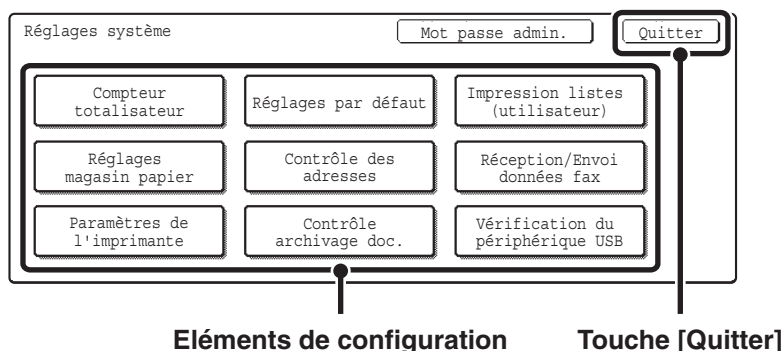 Réglages système
Mot passe admin.
Quitter
Compteur
totalisateur
Réglages par défaut
Impression listes
(utilisateur)
Réglages
magasin papier
Contrôle des
adresses
Réception/Envoi
données fax
Paramètres de
l'imprimante
Contrôle
archivage doc.
Vérification du
périphérique USB
Eléments de configuration
Touche [Quitter]